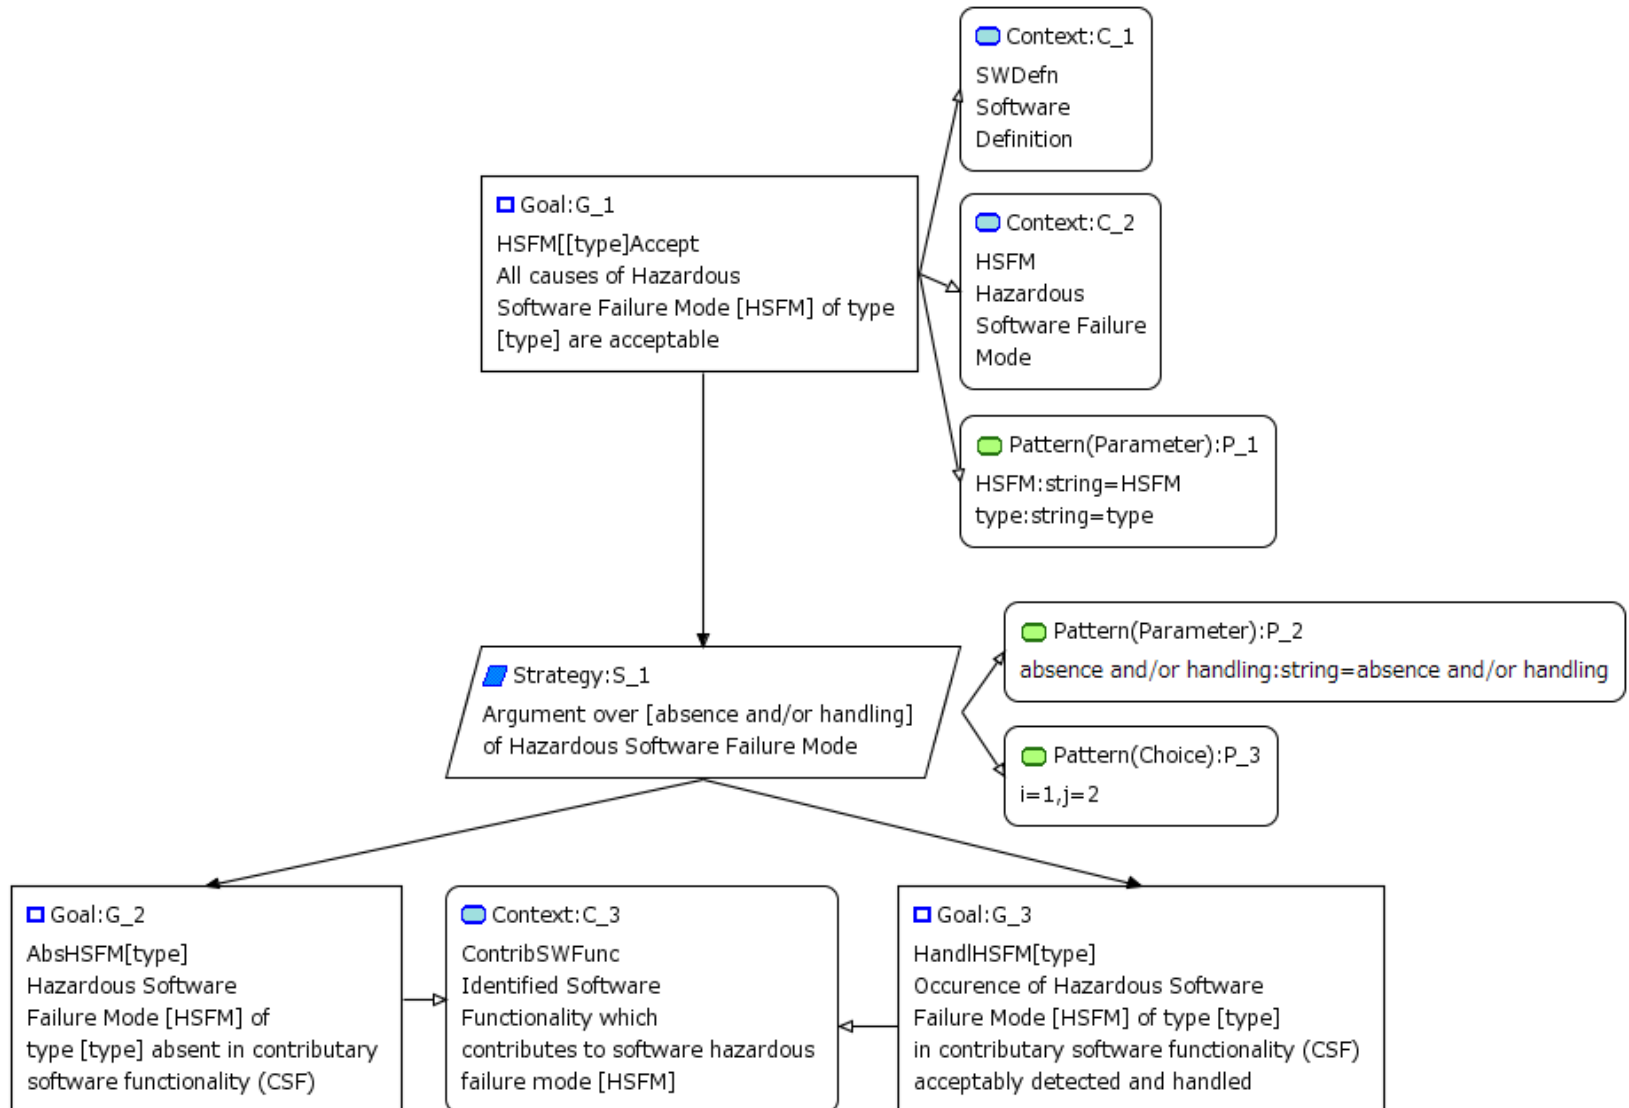 Context:C_1
SWDefn
Software
Definition
Goal:G_1
HSFM[[type]Accept
All causes of Hazardous
Software Failure Mode [HSFM] of type
[type] are acceptable
Context:C_2
HSFM
Hazardous
Software Failure
Mode
Pattern(Parameter):P_1
HSFM:string=HSFM
type:string=type
Pattern(Parameter):P_2
absence and/or handling:string=absence and/or handling
Strategy:S_1
Argument over [absence and/or handling]
of Hazardous Software Failure Mode
Pattern(Choice):P_3
i=1,j=2
Goal:G_2
AbsHSFM[type]
Hazardous Software
Failure Mode [HSFM] of
type [type] absent in contributary
software functionality (CSF)
Context:C_3
ContribSWFunc
Identified Software
Functionality which
contributes to software hazardous
failure mode [HSFM]
Goal:G_3
HandlHSFM[type]
Occurence of Hazardous Software
Failure Mode [HSFM] of type [type]
in contributary software functionality (CSF)
acceptably detected and handled